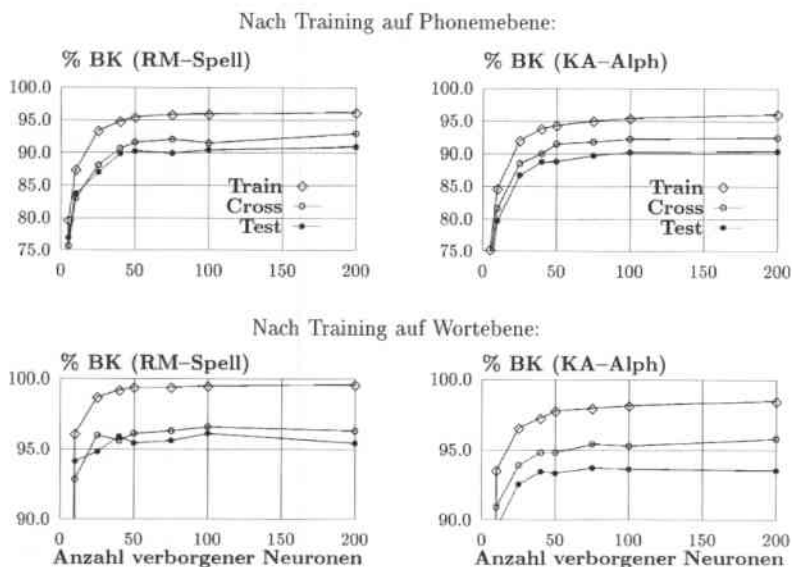 Nach Training auf Phonemebene:
% BK (RM–Spell)
% BK (KA–Alph)
100.0
95.0
90.0
85.0
80.0
75.0
Train
Cross
Test
0 50 100 150 200
100.0
95.0
90.0
85.0
80.0
75.0
Train
Cross
Test
0 50 100 150 200
Nach Training auf Wortebene:
% BK (RM–Spell)
% BK (KA–Alph)
100.0
95.0
90.0
0 50 100 150 200
Anzahl verborgener Neuronen
100.0
95.0
90.0
0 50 100 150 200
Anzahl verborgener Neuronen